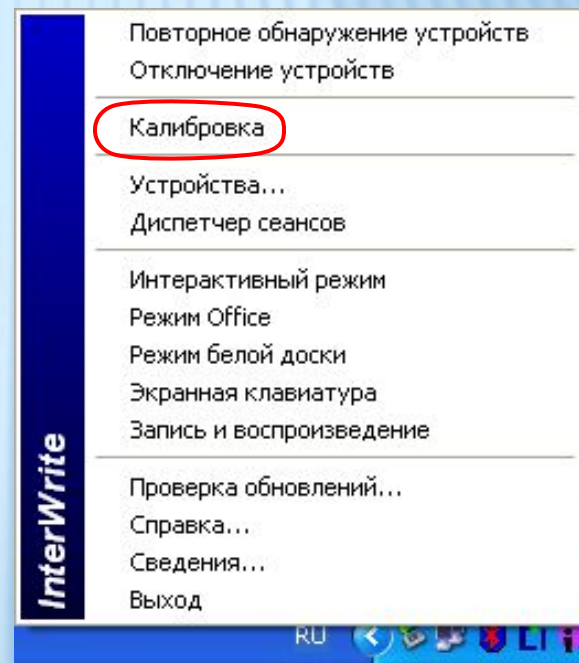 Повторное обнаружение устройств
Отключение устройств
Калибровка
Устройства...
Диспетчер сеансов
Интерактивный режим
Режим Office
Режим белой доски
Экранная клавиатура
Запись и воспроизведение
Проверка обновлений...
Справка...
Сведения...
Выход
InterWrite
RU